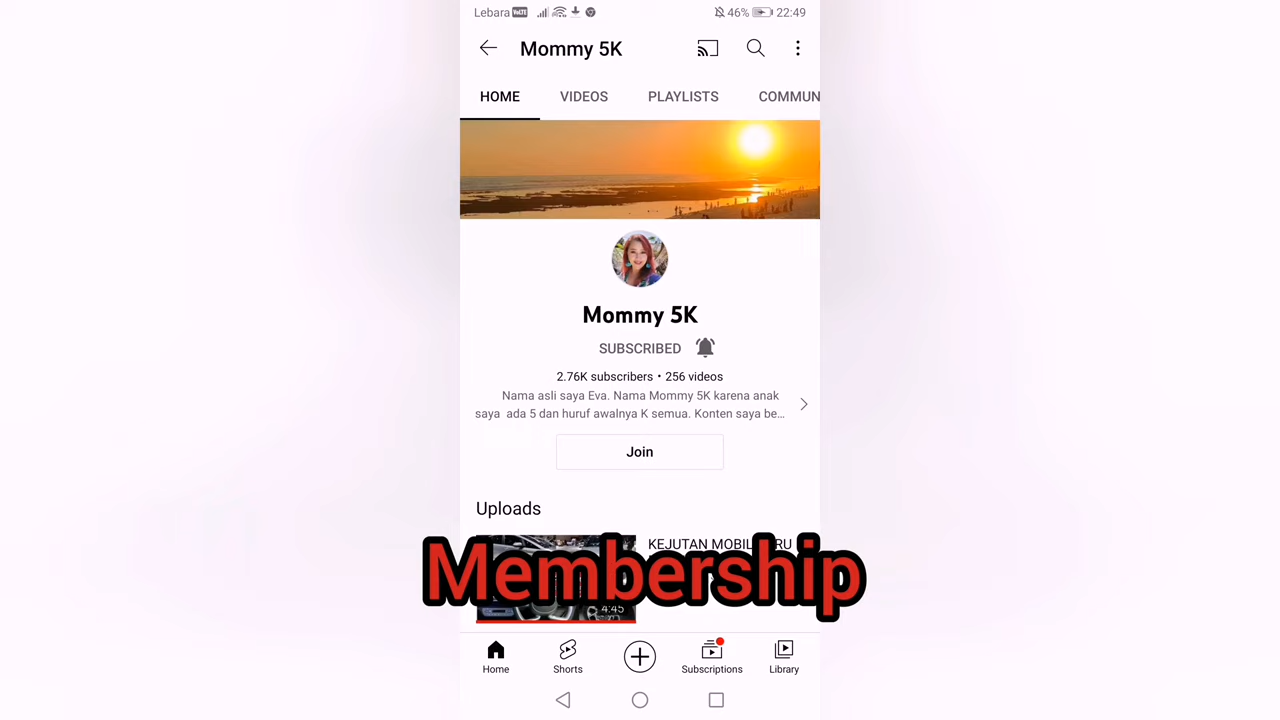 Lebara VoLTE 46% 22:49
Mommy 5K
HOME VIDEOS PLAYLISTS COMMUN
Mommy 5K
SUBSCRIBED
2.76K subscribers • 256 videos
Nama asli saya Eva. Nama Mommy 5K karena anak
saya ada 5 dan huruf awalnya K semua. Konten saya be...
Join
Uploads
KEJUTAN MOBIL
Membership
4:45
Home Shorts Subscriptions Library